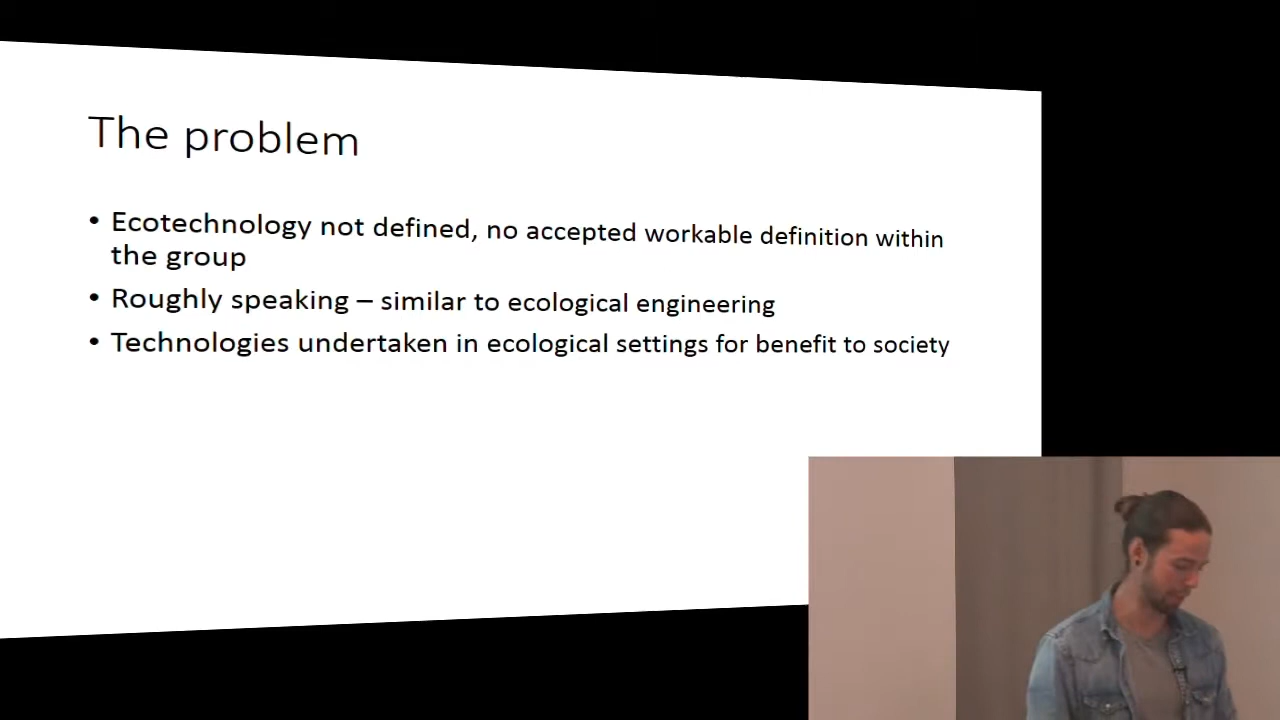 The problem
• Ecotechnology not defined, no accepted workable definition within
the group
• Roughly speaking – similar to ecological engineering
• Technologies undertaken in ecological settings for benefit to society